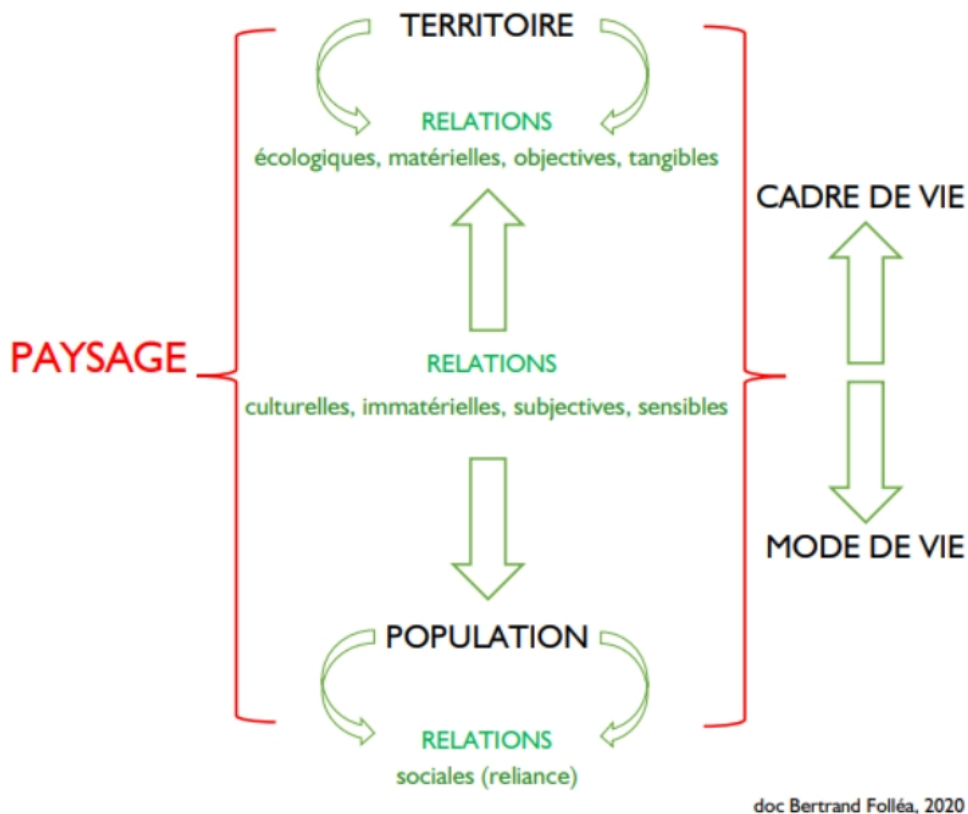 TERRITOIRE
RELATIONS
écologiques, matérielles, objectives, tangibles
CADRE DE VIE
PAYSAGE
RELATIONS
culturelles, immatérielles, subjectives, sensibles
MODE DE VIE
POPULATION
RELATIONS
sociales (reliance)
doc Bertrand Folléa, 2020